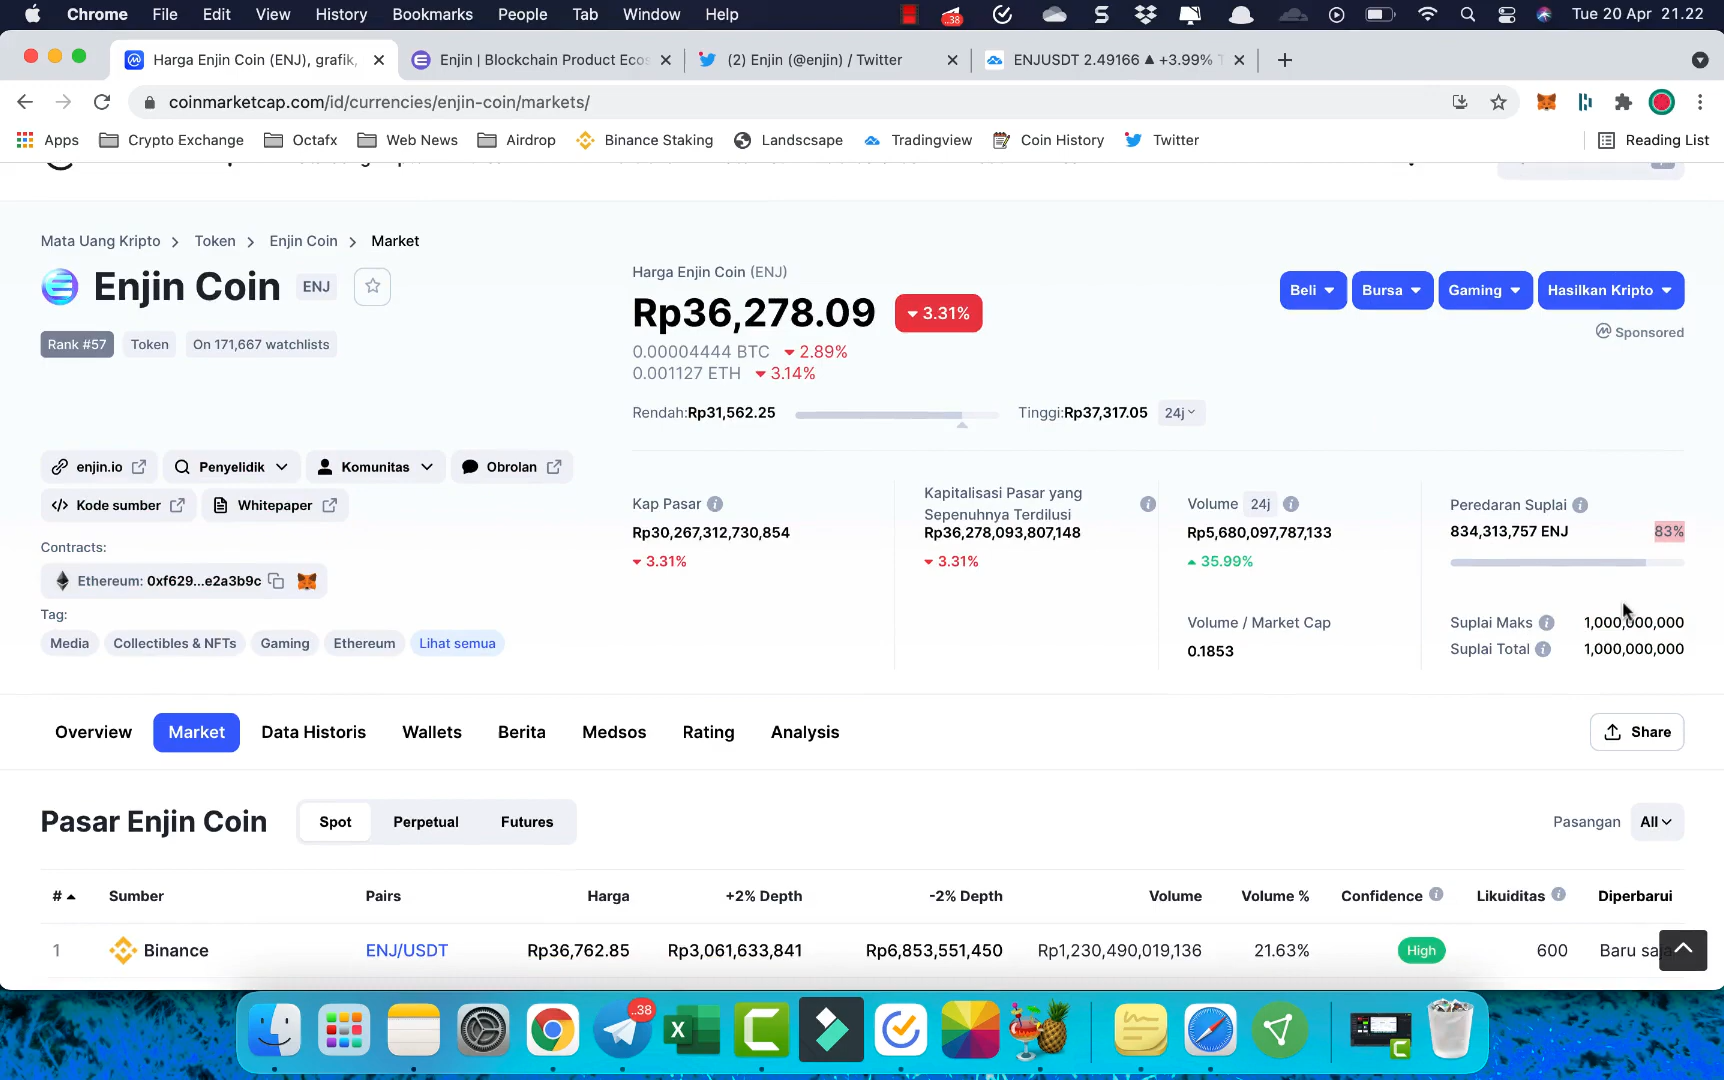 Chrome File Edit View History Bookmarks People Tab Window Help
38
Tue 20 Apr 21.22
Harga Enjin Coin (ENJ), grafik,
Enjin | Blockchain Product Ecos
(2) Enjin (@enjin) / Twitter
ENJUSDT 2.49166 ▲ +3.99%
coinmarketcap.com/id/currencies/enjin-coin/markets/
Apps Crypto Exchange Octafx Web News Airdrop Binance Staking Landscsape Tradingview Coin History Twitter Reading List
Mata Uang Kripto > Token > Enjin Coin > Market
Enjin Coin ENJ
Rank #57 Token On 171,667 watchlists
Harga Enjin Coin (ENJ)
Rp36,278.09 3.31%
0.00004444 BTC 2.89%
0.001127 ETH 3.14%
Rendah:Rp31,562.25 Tinggi:Rp37,317.05 24j
Beli Bursa Gaming Hasilkan Kripto
Sponsored
enjin.io Penyelidik Komunitas Obrolan
Kode sumber Whitepaper
Contracts:
Ethereum: 0xf629...e2a3b9c
Tag:
Media Collectibles & NFTs Gaming Ethereum Lihat semua
Kap Pasar
Rp30,267,312,730,854
3.31%
Kapitalisasi Pasar yang
Sepenuhnya Terdilusi
Rp36,278,093,807,148
3.31%
Volume 24j
Rp5,680,097,787,133
35.99%
Volume / Market Cap
0.1853
Peredaran Suplai
834,313,757 ENJ 83%
Suplai Maks 1,000,000,000
Suplai Total 1,000,000,000
Overview Market Data Historis Wallets Berita Medsos Rating Analysis Share
Pasar Enjin Coin Spot Perpetual Futures Pasangan All
# Sumber Pairs Harga +2% Depth -2% Depth Volume Volume % Confidence Likuiditas Diperbarui
1 Binance ENJ/USDT Rp36,762.85 Rp3,061,633,841 Rp6,853,551,450 Rp1,230,490,019,136 21.63% High 600 Baru
..38